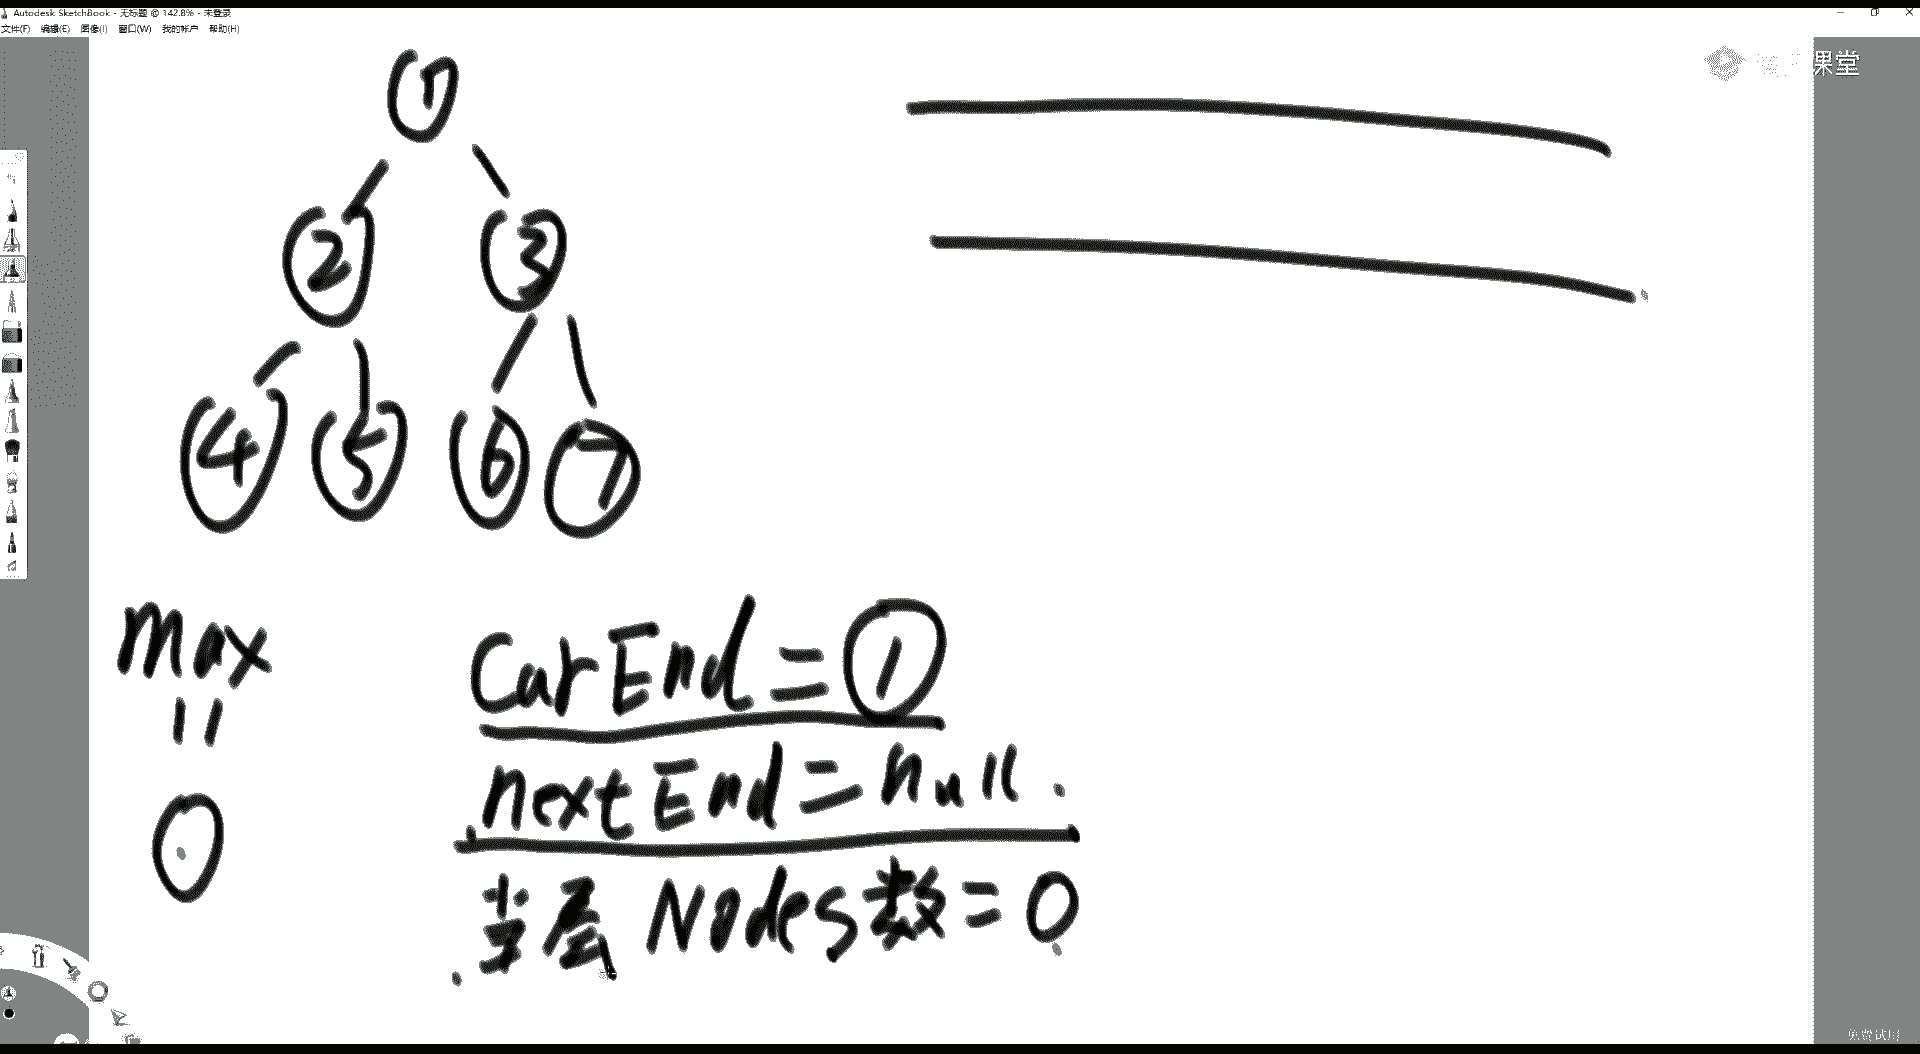 Autodesk SketchBook - 无标题 @ 142.8% - 未登录
文件(F) 编辑(E) 图像(I) 窗口(W) 我的帐户 帮助(H)
课堂
1
2 3
4 5 6 7
max
=
0
CurEnd = 1
nextEnd = null
当层 Nodes数 = 0
免费试用